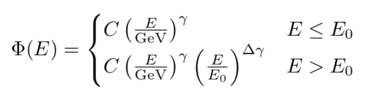 Φ(E) = { C (E/GeV)^γ    E ≤ E₀
C (E/GeV)^γ (E/E₀)^Δγ    E > E₀